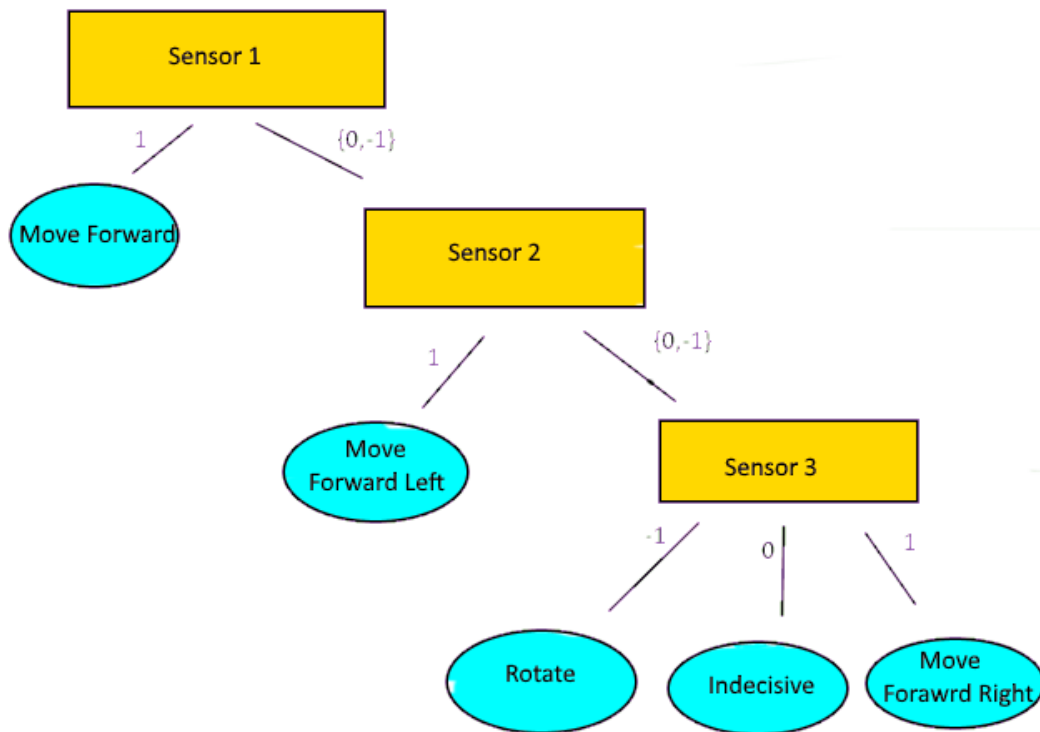 Sensor 1
1
{0,-1}
Move Forward
Sensor 2
1
{0,-1}
Move
Forward Left
Sensor 3
-1
0
1
Rotate
Indecisive
Move
Forawrd Right